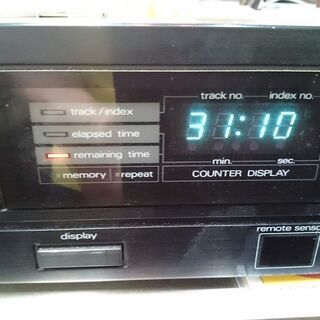 track no. index no.
track/index
elapsed time
31:10
remaining time
min. sec.
memory repeat
COUNTER DISPLAY
display
remote senso